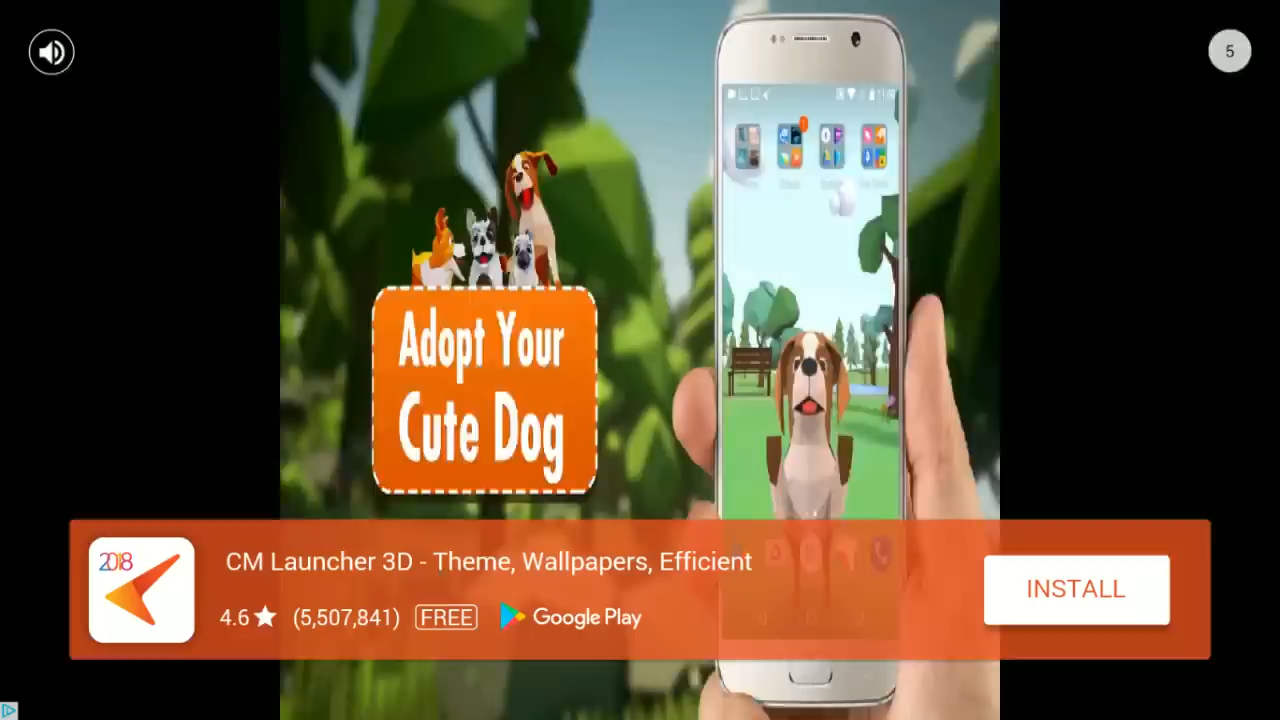 5
Adopt Your
Cute Dog
2018
CM Launcher 3D - Theme, Wallpapers, Efficient
4.6★ (5,507,841) FREE Google Play
INSTALL